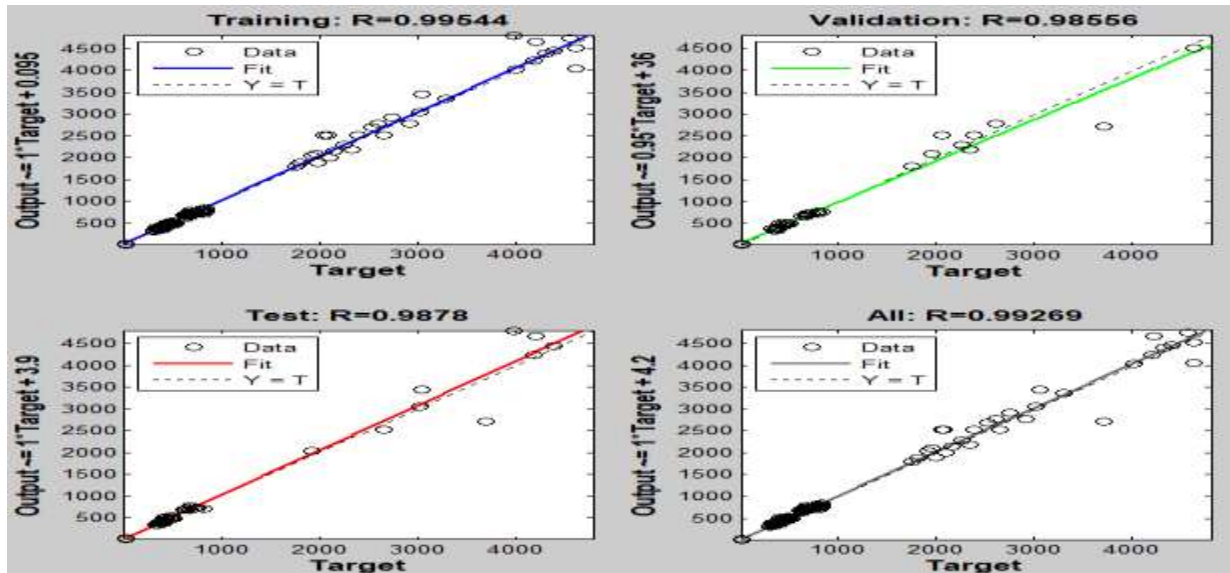 Training: R=0.99544
Output ~= 1*Target + 0.095
4500
4000
3500
3000
2500
2000
1500
1000
500
Data
Fit
Y = T
1000 2000 3000 4000
Target
Validation: R=0.98556
Output ~= 0.95*Target + 36
4500
4000
3500
3000
2500
2000
1500
1000
500
Data
Fit
Y = T
1000 2000 3000 4000
Target
Test: R=0.9878
Output ~= 1*Target + 3.9
4500
4000
3500
3000
2500
2000
1500
1000
500
Data
Fit
Y = T
1000 2000 3000 4000
Target
All: R=0.99269
Output ~= 1*Target + 4.2
4500
4000
3500
3000
2500
2000
1500
1000
500
Data
Fit
Y = T
1000 2000 3000 4000
Target